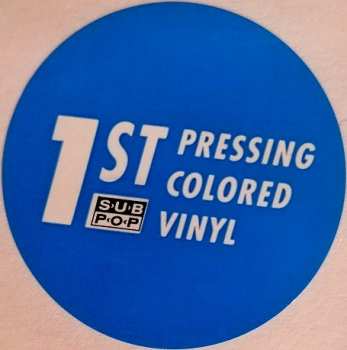 1ST PRESSING
COLORED
VINYL
SUB
POP